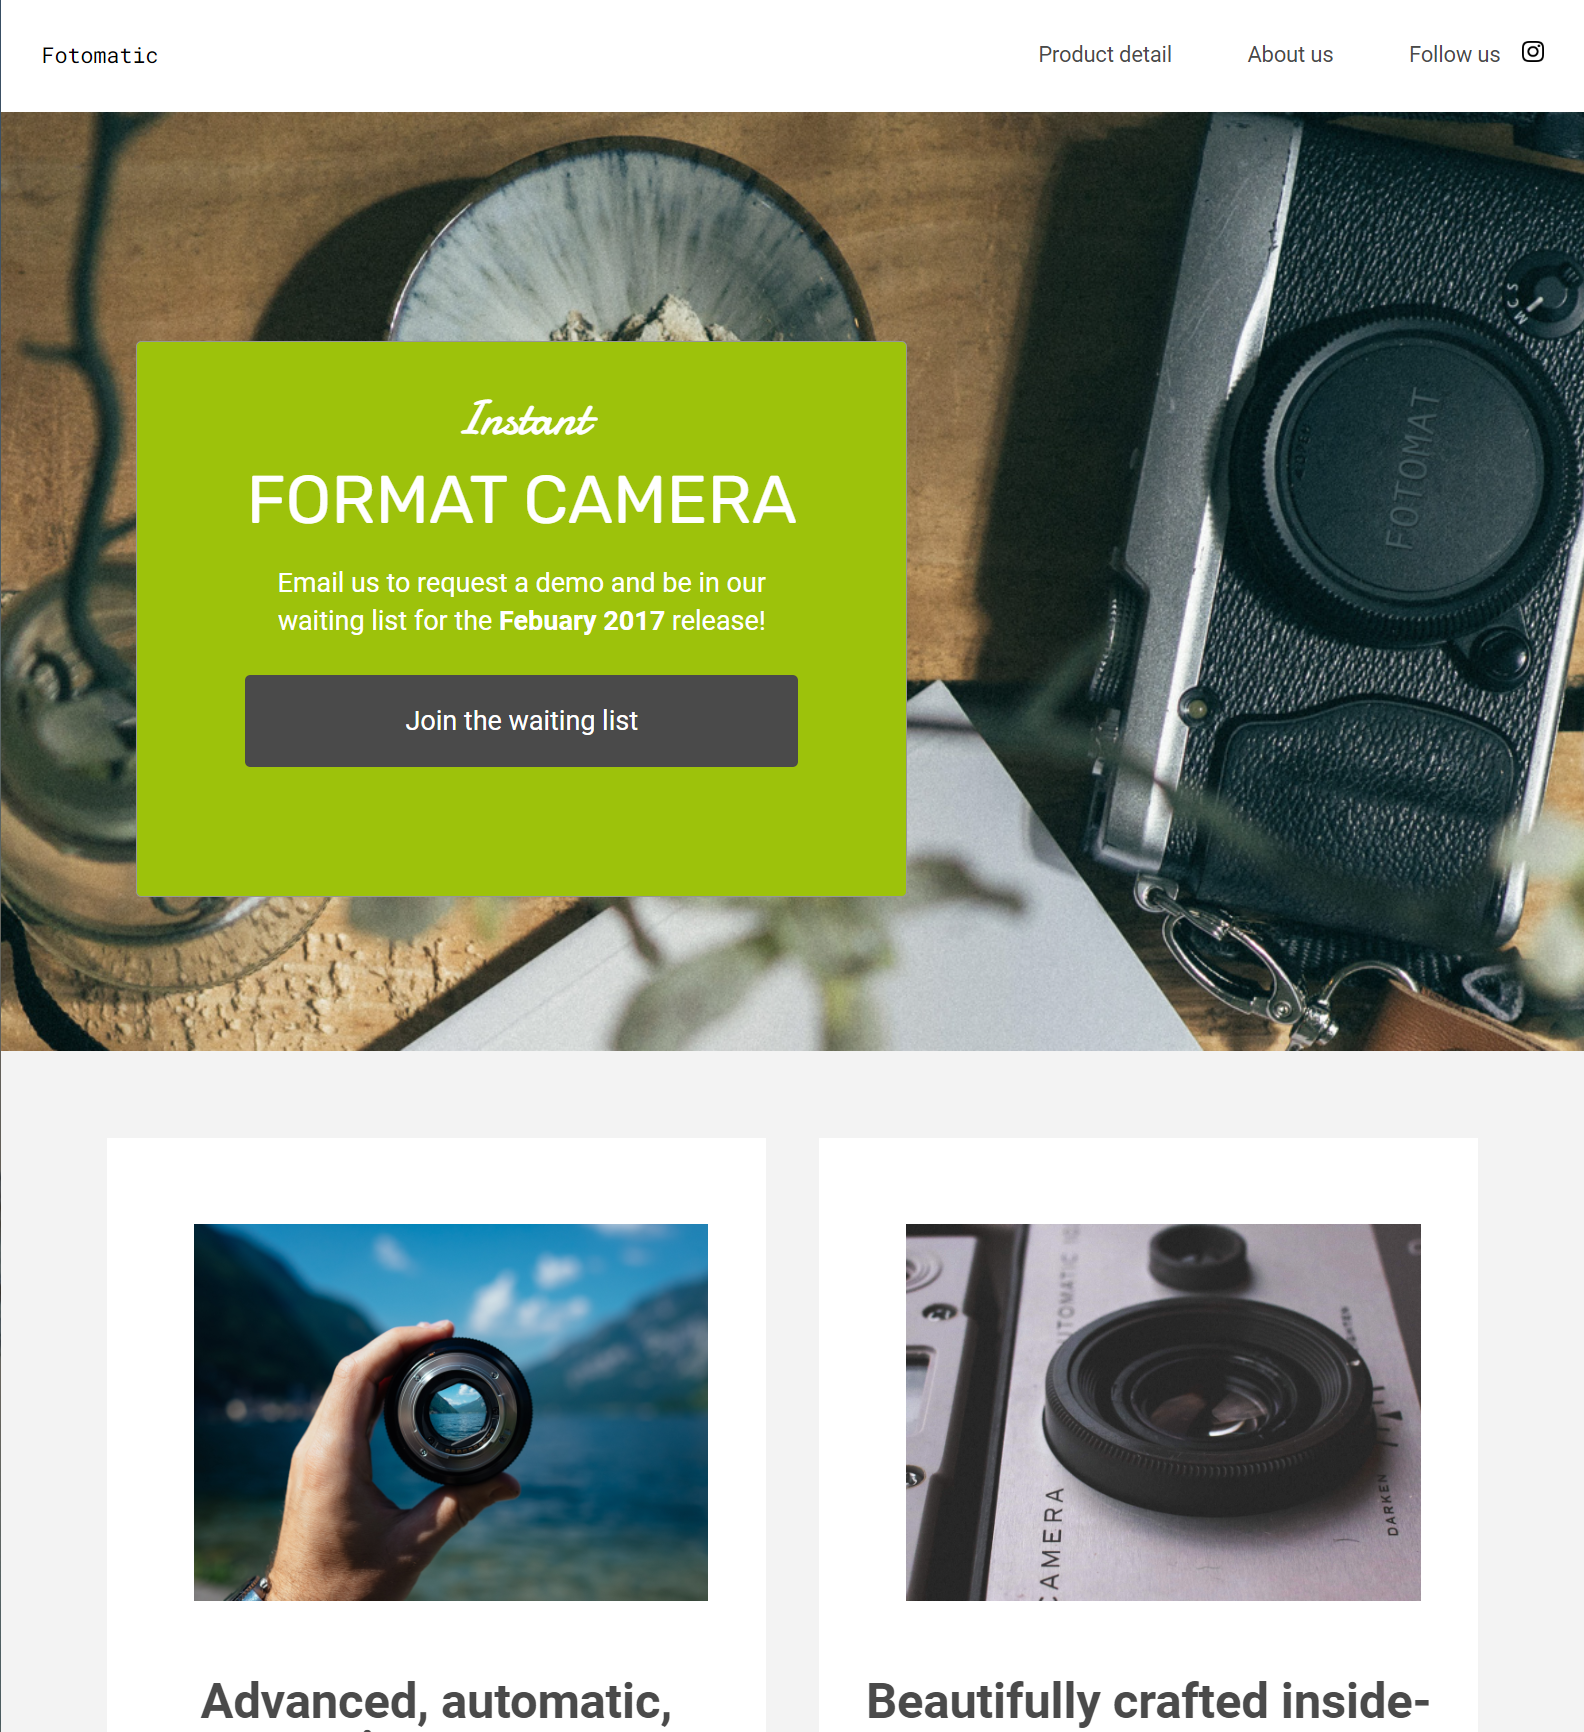 Fotomatic
Product detail
About us
Follow us
M C S
FOTOMAT
Instant
FORMAT CAMERA
Email us to request a demo and be in our
waiting list for the Febuary 2017 release!
Join the waiting list
CAMERA
DARKEN
Advanced, automatic,
Beautifully crafted inside-